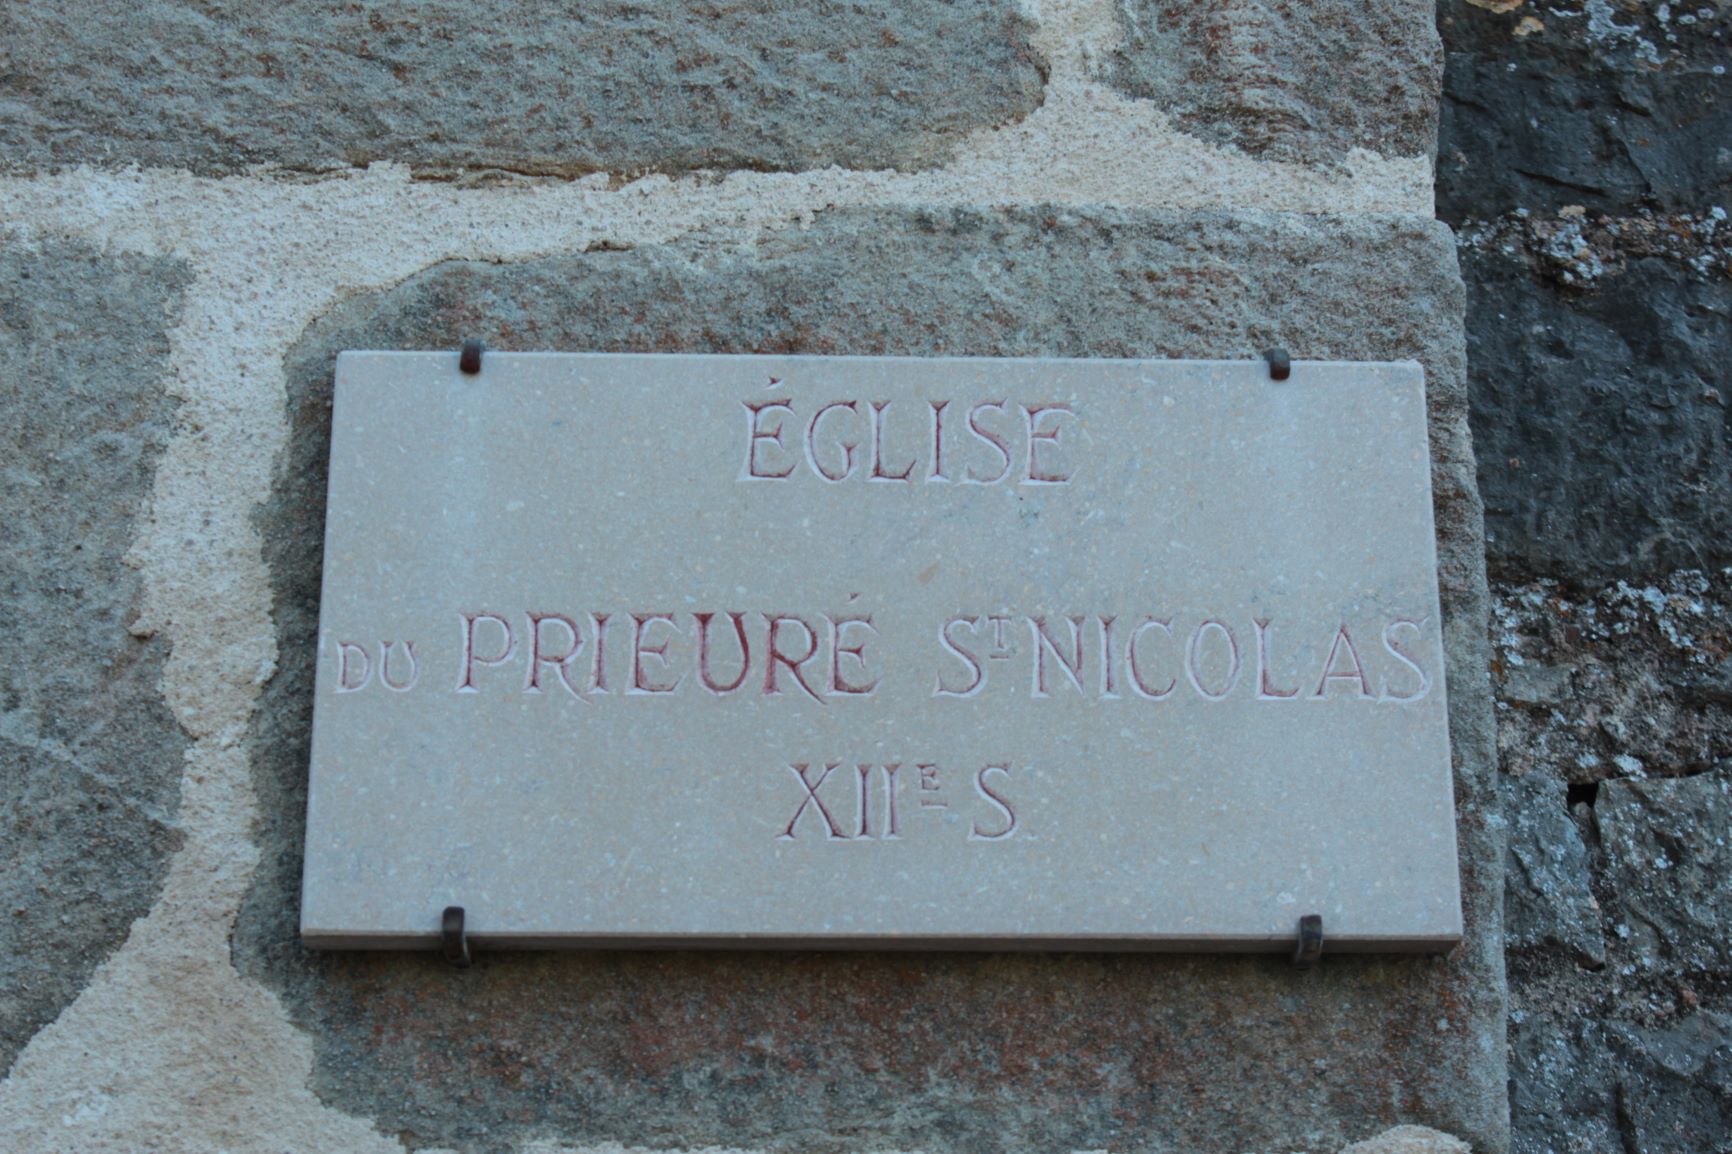 ÉGLISE
DU PRIEURÉ ST NICOLAS
XIIE S